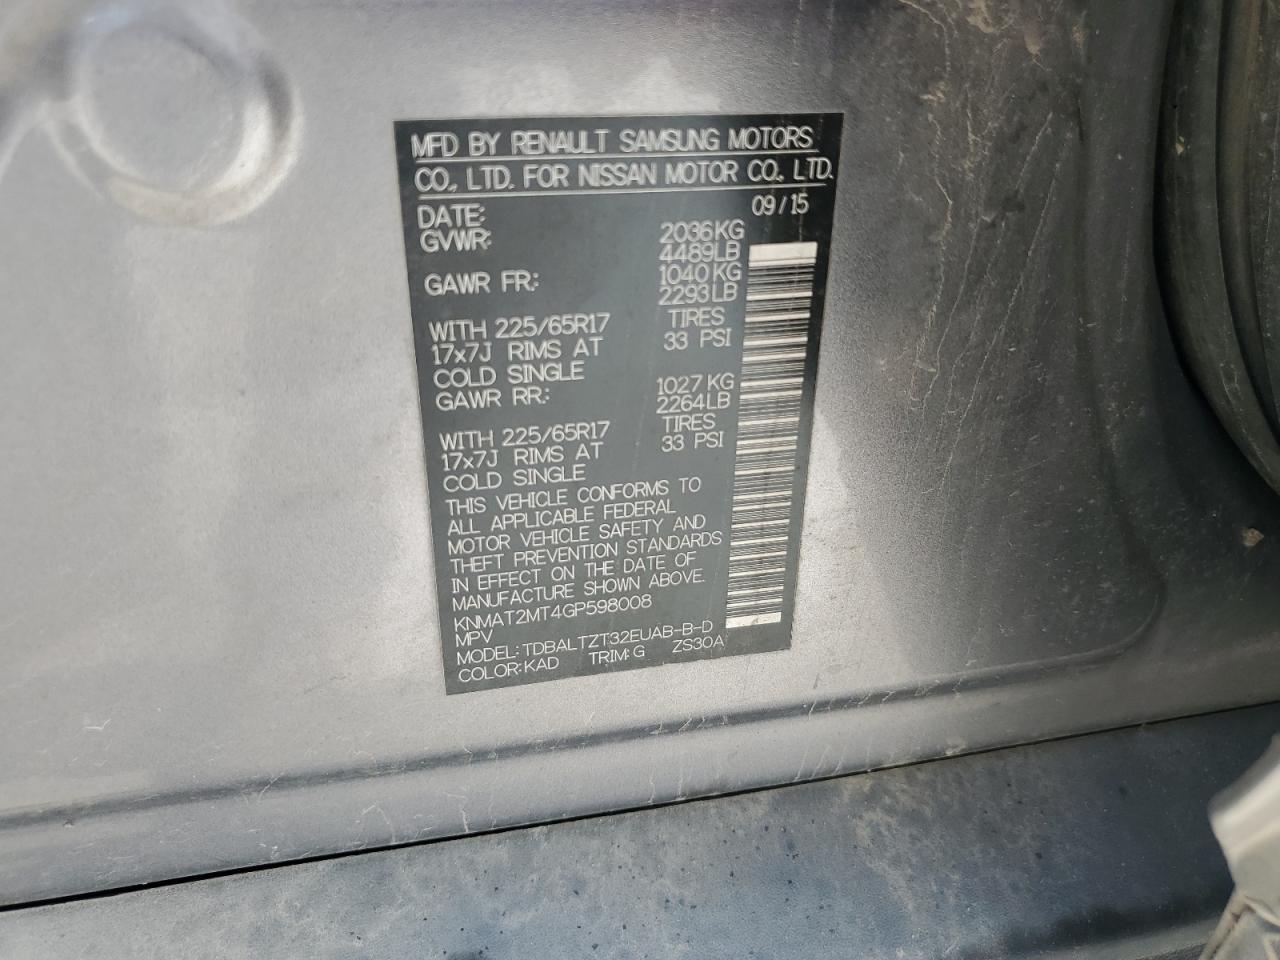 MFD BY RENAULT SAMSUNG MOTORS
CO., LTD. FOR NISSAN MOTOR CO., LTD.
DATE: 09/15
GVWR: 2036KG
4489LB
GAWR FR: 1040KG
2293LB
WITH 225/65R17 TIRES
17x7J RIMS AT 33 PSI
COLD SINGLE
GAWR RR: 1027KG
2264LB
WITH 225/65R17 TIRES
17x7J RIMS AT 33 PSI
COLD SINGLE
THIS VEHICLE CONFORMS TO
ALL APPLICABLE FEDERAL
MOTOR VEHICLE SAFETY AND
THEFT PREVENTION STANDARDS
IN EFFECT ON THE DATE OF
MANUFACTURE SHOWN ABOVE.
KNMAT2MT4GP598008
MPV
MODEL: TDBALTZT32EUAB-B-D
COLOR: KAD TRIM: G ZS30A